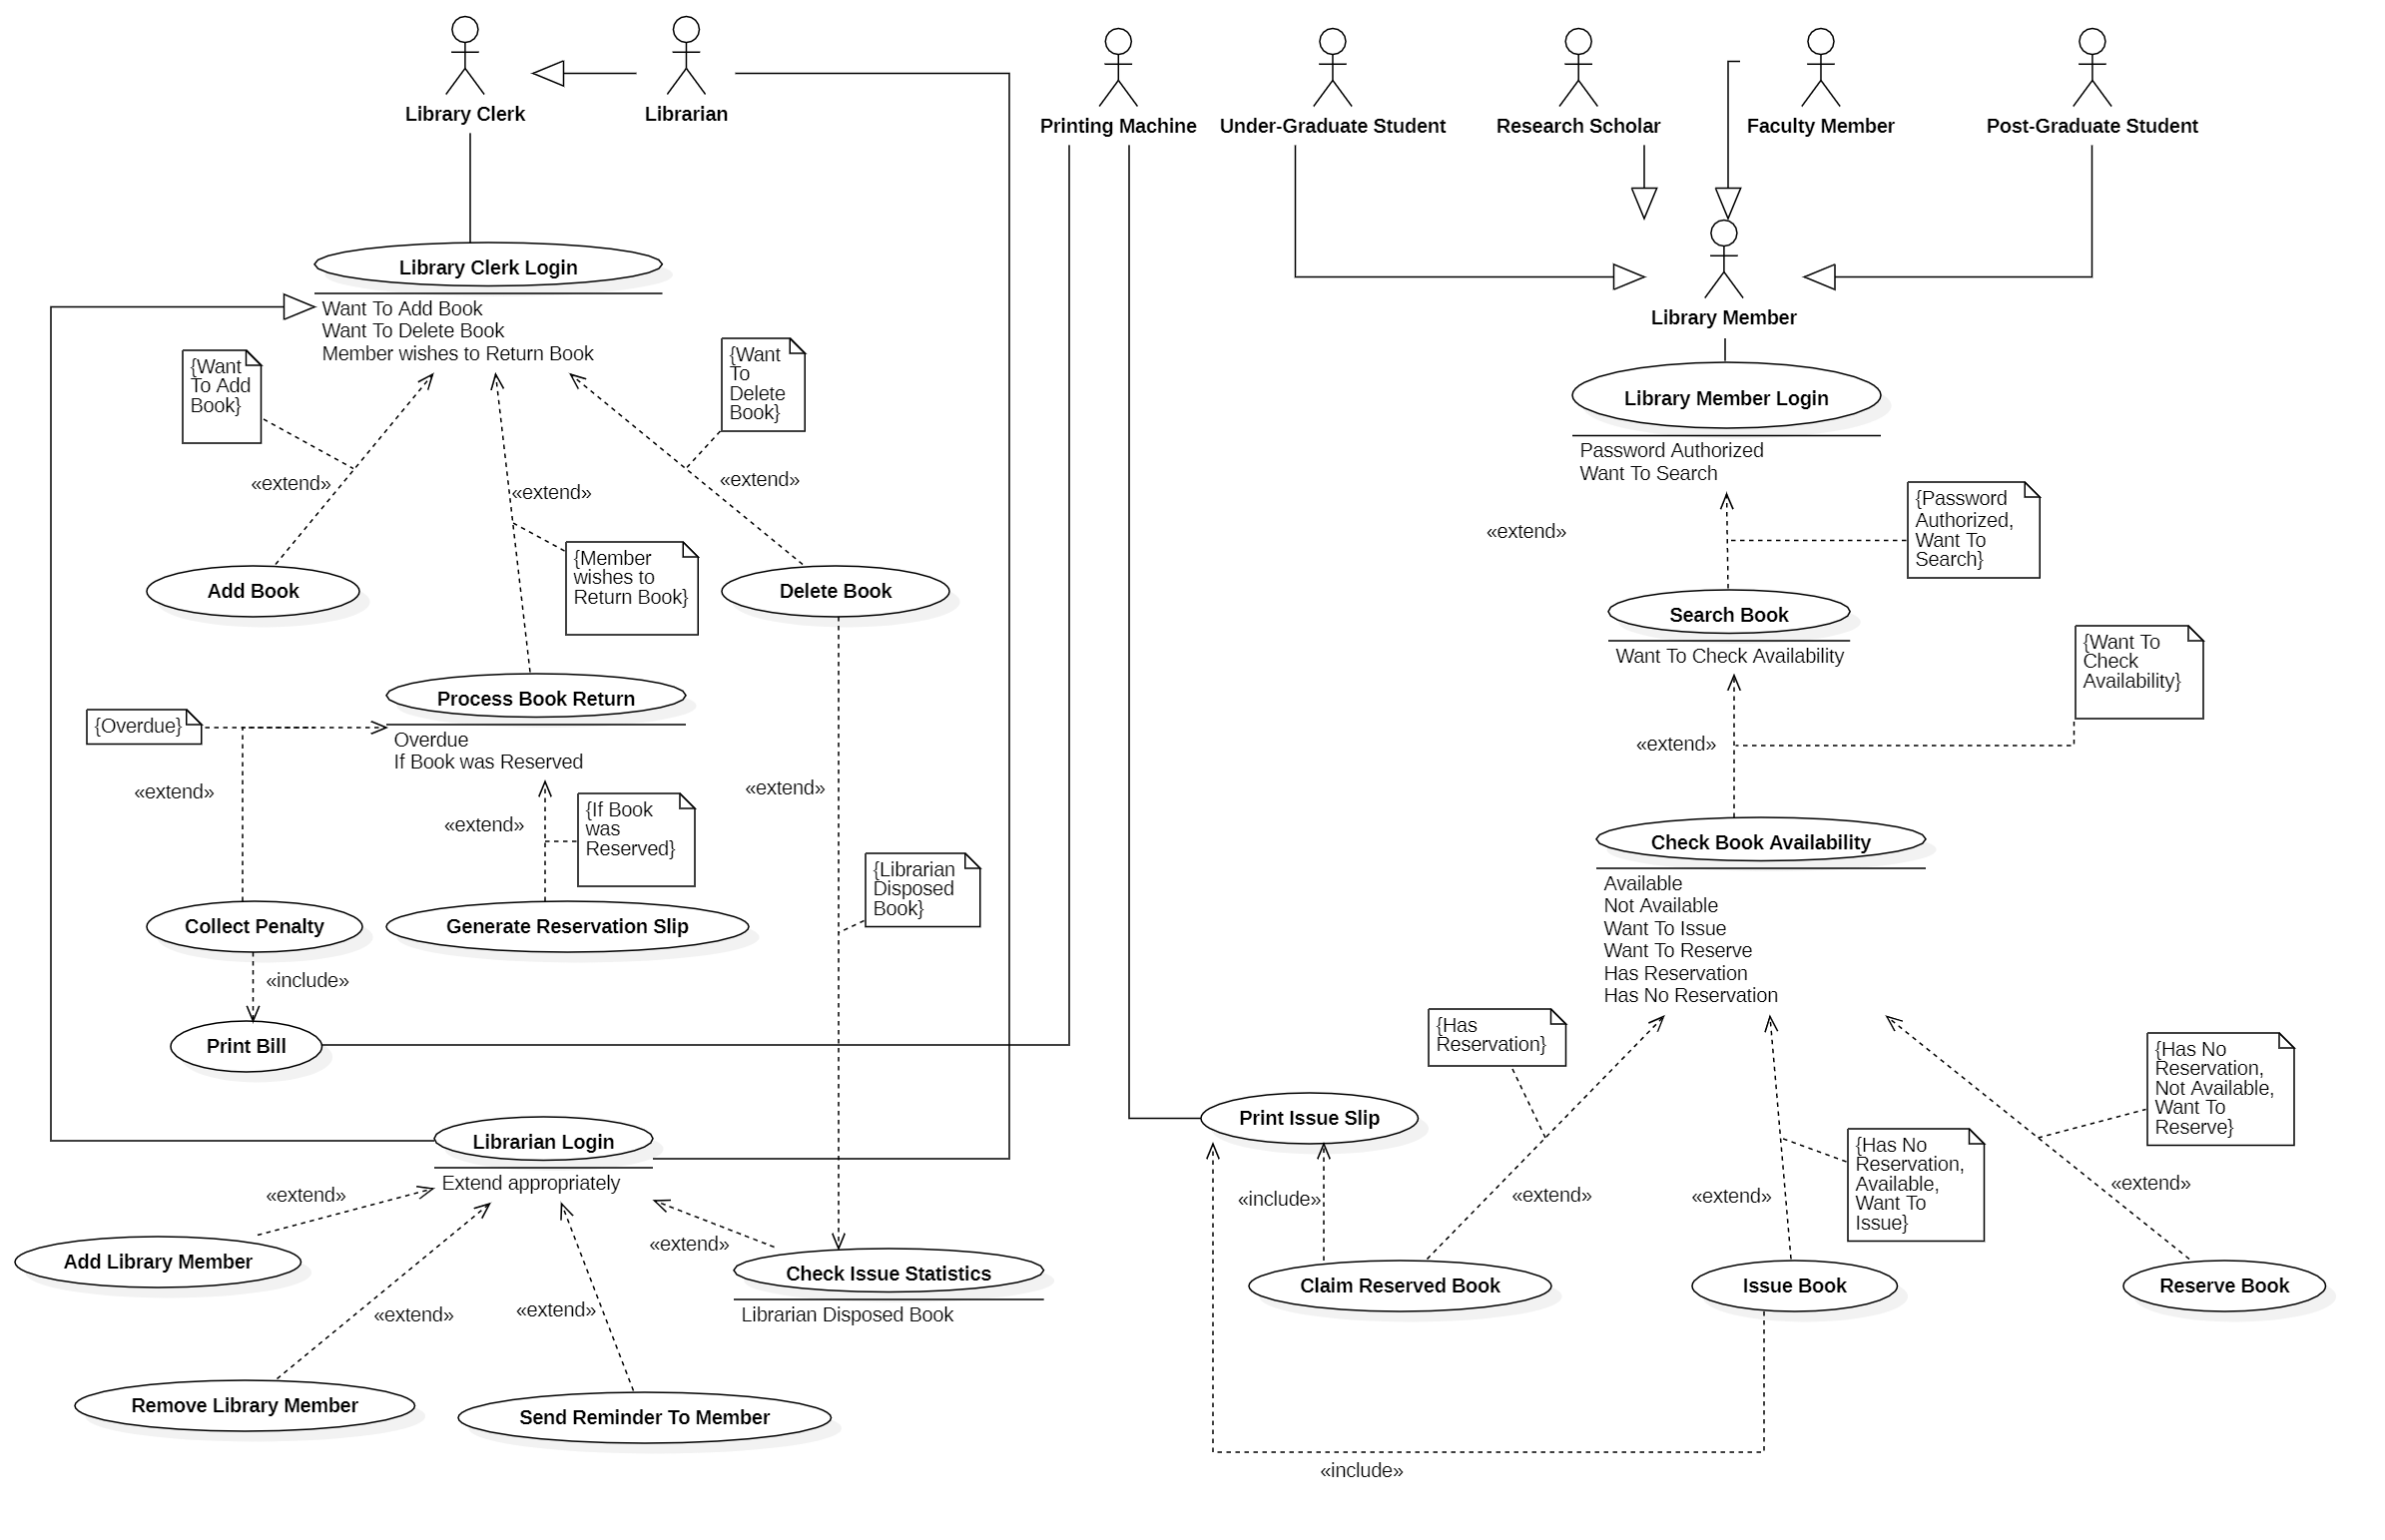 Library Clerk
Librarian
Printing Machine
Under-Graduate Student
Research Scholar
Faculty Member
Post-Graduate Student
Library Clerk Login
Want To Add Book
Want To Delete Book
Member wishes to Return Book
Library Member
{Want
To Add
Book}
{Want
To
Delete
Book}
Library Member Login
Password Authorized
Want To Search
«extend»
«extend»
«extend»
«extend»
{Password
Authorized,
Want To
Search}
{Member
wishes to
Return Book}
Add Book
Delete Book
Search Book
Want To Check Availability
{Want To
Check
Availability}
Process Book Return
Overdue
If Book was Reserved
{Overdue}
«extend»
«extend»
«extend»
«extend»
{If Book
was
Reserved}
Check Book Availability
Available
Not Available
Want To Issue
Want To Reserve
Has Reservation
Has No Reservation
{Librarian
Disposed
Book}
Collect Penalty
Generate Reservation Slip
«include»
Print Bill
{Has
Reservation}
{Has No
Reservation,
Not Available,
Want To
Reserve}
Print Issue Slip
Librarian Login
Extend appropriately
{Has No
Reservation,
Available,
Want To
Issue}
«extend»
«include»
«extend»
«extend»
«extend»
«extend»
Add Library Member
Check Issue Statistics
Librarian Disposed Book
Claim Reserved Book
Issue Book
Reserve Book
«extend»
«extend»
Remove Library Member
Send Reminder To Member
«include»